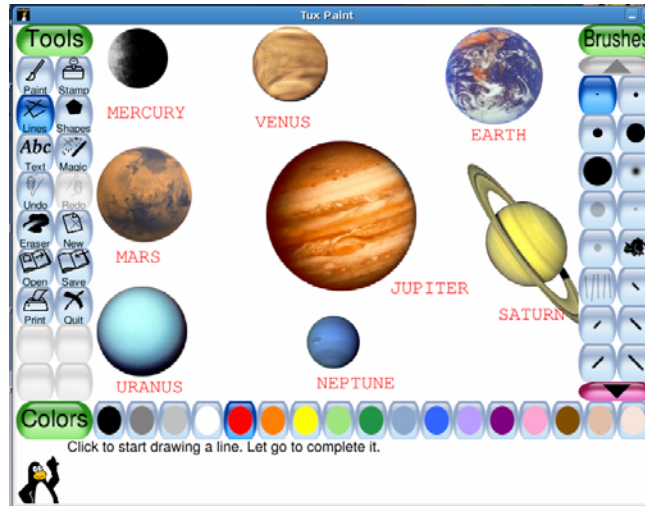 Tux Paint
Tools
Brushes
Paint Stamp
Lines Shapes
Abc
Text Magic
Undo Redo
Eraser New
Open Save
Print Quit
MERCURY
VENUS
EARTH
MARS
JUPITER
SATURN
URANUS
NEPTUNE
Colors
Click to start drawing a line. Let go to complete it.